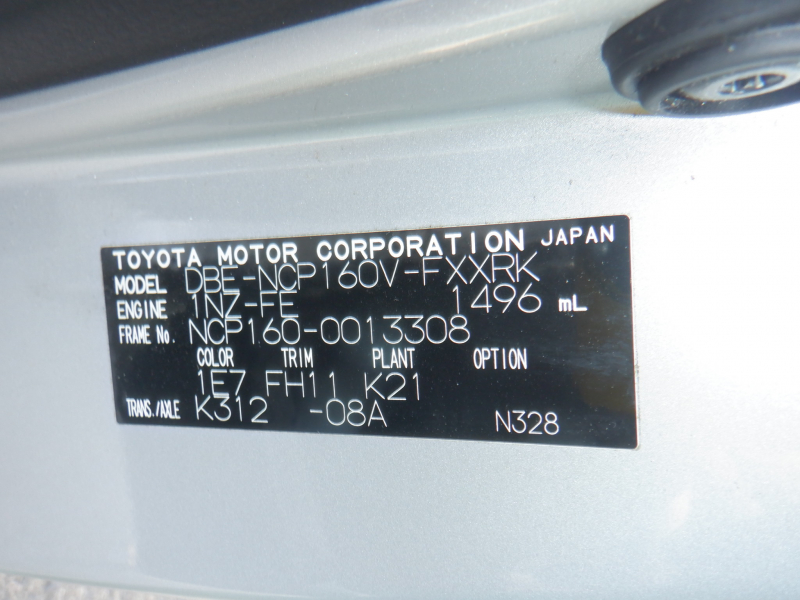 TOYOTA MOTOR CORPORATION JAPAN
MODEL DBE-NCP160V-FXXRK
ENGINE 1NZ-FE 1496 mL
FRAME No. NCP160-0013308
COLOR TRIM PLANT OPTION
1E7 FH11 K21
TRANS./AXLE K312 -08A N328